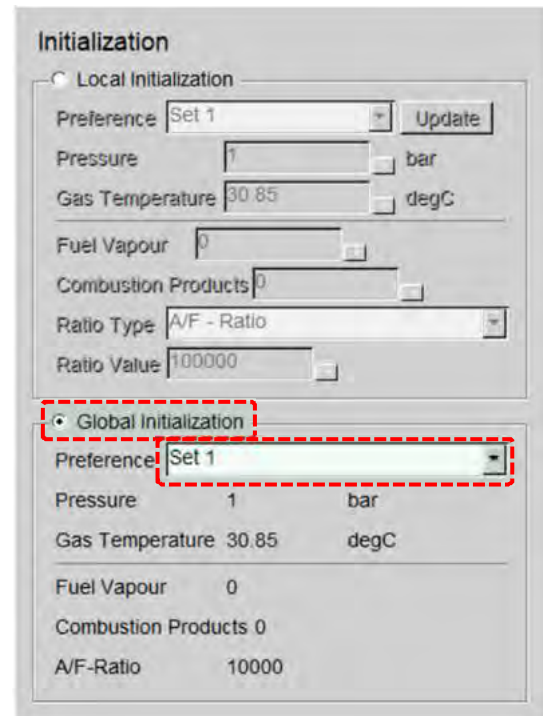 Initialization
Local Initialization
Preference Set 1 Update
Pressure 1 bar
Gas Temperature 30.85 degC
Fuel Vapour 0
Combustion Products 0
Ratio Type A/F - Ratio
Ratio Value 100000
Global Initialization
Preference Set 1
Pressure 1 bar
Gas Temperature 30.85 degC
Fuel Vapour 0
Combustion Products 0
A/F-Ratio 10000